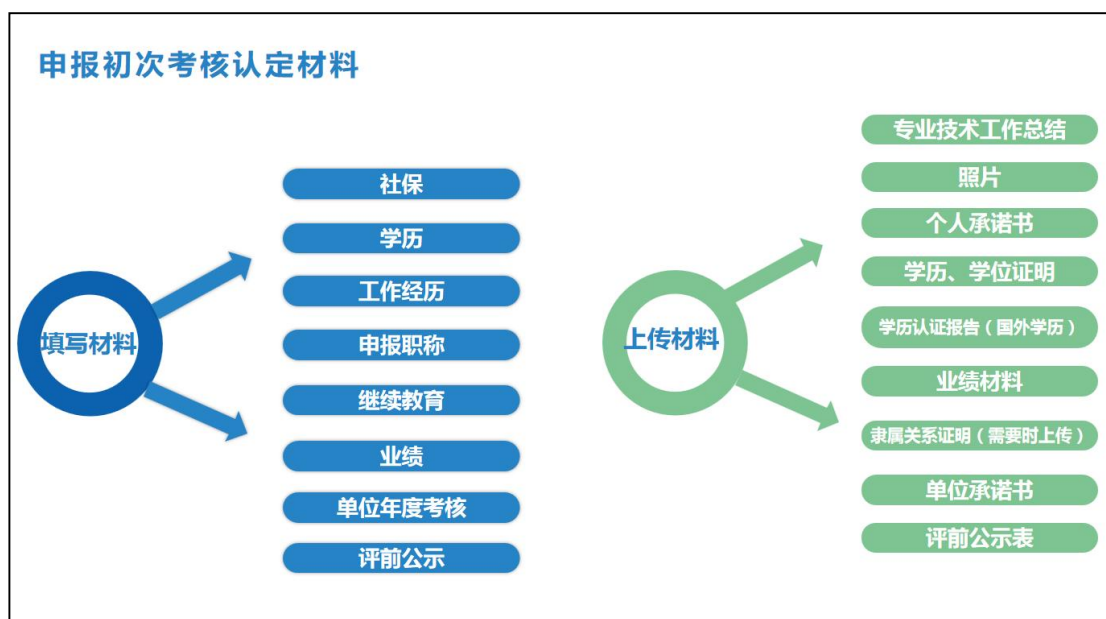 申报初次考核认定材料
填写材料
社保
学历
工作经历
申报职称
继续教育
业绩
单位年度考核
评前公示
上传材料
专业技术工作总结
照片
个人承诺书
学历、学位证明
学历认证报告（国外学历）
业绩材料
隶属关系证明（需要时上传）
单位承诺书
评前公示表